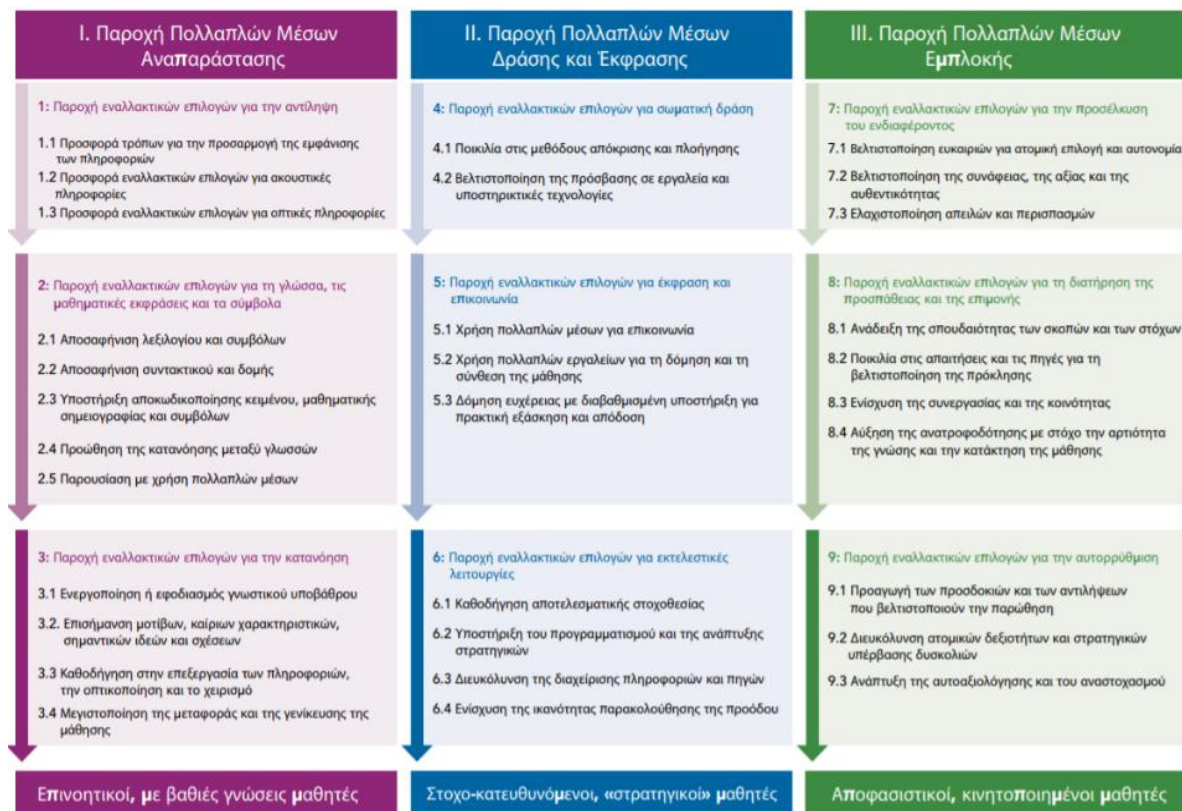 Ι. Παροχή Πολλαπλών Μέσων
Αναπαράστασης
1: Παροχή εναλλακτικών επιλογών για την αντίληψη
1.1 Προσφορά τρόπων για την προσαρμογή της εμφάνισης
των πληροφοριών
1.2 Προσφορά εναλλακτικών επιλογών για ακουστικές
πληροφορίες
1.3 Προσφορά εναλλακτικών επιλογών για οπτικές πληροφορίες
2: Παροχή εναλλακτικών επιλογών για τη γλώσσα, τις
μαθηματικές εκφράσεις και τα σύμβολα
2.1 Αποσαφήνιση λεξιλογίου και συμβόλων
2.2 Αποσαφήνιση συντακτικού και δομής
2.3 Υποστήριξη αποκωδικοποίησης κειμένου, μαθηματικής
σημειογραφίας και συμβόλων
2.4 Προώθηση της κατανόησης μεταξύ γλωσσών
2.5 Παρουσίαση με χρήση πολλαπλών μέσων
3: Παροχή εναλλακτικών επιλογών για την κατανόηση
3.1 Ενεργοποίηση ή εφοδιασμός γνωστικού υποβάθρου
3.2. Επισήμανση μοτίβων, καίριων χαρακτηριστικών,
σημαντικών ιδεών και σχέσεων
3.3 Καθοδήγηση στην επεξεργασία των πληροφοριών,
την οπτικοποίηση και το χειρισμό
3.4 Μεγιστοποίηση της μεταφοράς και της γενίκευσης της
μάθησης
Επινοητικοί, με βαθιές γνώσεις μαθητές
ΙΙ. Παροχή Πολλαπλών Μέσων
Δράσης και Έκφρασης
4: Παροχή εναλλακτικών επιλογών για σωματική δράση
4.1 Ποικιλία στις μεθόδους απόκρισης και πλοήγησης
4.2 Βελτιστοποίηση της πρόσβασης σε εργαλεία και
υποστηρικτικές τεχνολογίες
5: Παροχή εναλλακτικών επιλογών για έκφραση και
επικοινωνία
5.1 Χρήση πολλαπλών μέσων για επικοινωνία
5.2 Χρήση πολλαπλών εργαλείων για τη δόμηση και τη
σύνθεση της μάθησης
5.3 Δόμηση ευχέρειας με διαβαθμισμένη υποστήριξη για
πρακτική εξάσκηση και απόδοση
6: Παροχή εναλλακτικών επιλογών για εκτελεστικές
λειτουργίες
6.1 Καθοδήγηση αποτελεσματικής στοχοθεσίας
6.2 Υποστήριξη του προγραμματισμού και της ανάπτυξης
στρατηγικών
6.3 Διευκόλυνση της διαχείρισης πληροφοριών και πηγών
6.4 Ενίσχυση της ικανότητας παρακολούθησης της προόδου
Στοχο-κατευθυνόμενοι, «στρατηγικοί» μαθητές
ΙΙΙ. Παροχή Πολλαπλών Μέσων
Εμπλοκής
7: Παροχή εναλλακτικών επιλογών για την προσέλκυση
του ενδιαφέροντος
7.1 Βελτιστοποίηση ευκαιριών για ατομική επιλογή και αυτονομία
7.2 Βελτιστοποίηση της συνάφειας, της αξίας και της
αυθεντικότητας
7.3 Ελαχιστοποίηση απειλών και περισπασμών
8: Παροχή εναλλακτικών επιλογών για τη διατήρηση της
προσπάθειας και της επιμονής
8.1 Ανάδειξη της σπουδαιότητας των σκοπών και των στόχων
8.2 Ποικιλία στις απαιτήσεις και τις πηγές για τη
βελτιστοποίηση της πρόκλησης
8.3 Ενίσχυση της συνεργασίας και της κοινότητας
8.4 Αύξηση της ανατροφοδότησης με στόχο την αρτιότητα
της γνώσης και την κατάκτηση της μάθησης
9: Παροχή εναλλακτικών επιλογών για την αυτορρύθμιση
9.1 Προαγωγή των προσδοκιών και των αντιλήψεων
που βελτιστοποιούν την παρώθηση
9.2 Διευκόλυνση ατομικών δεξιοτήτων και στρατηγικών
υπέρβασης δυσκολιών
9.3 Ανάπτυξη της αυτοαξιολόγησης και του αναστοχασμού
Αποφασιστικοί, κινητοποιημένοι μαθητές